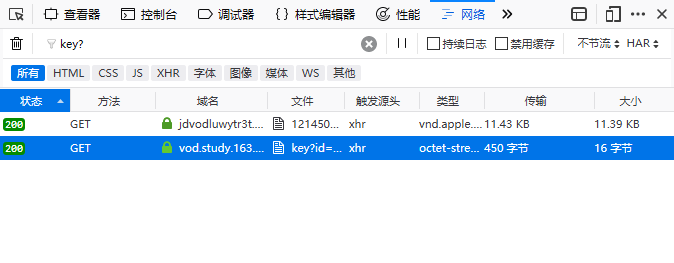 查看器 控制台 调试器 {} 样式编辑器 性能 网络
key? 持续日志 禁用缓存 不节流 HAR
所有 HTML CSS JS XHR 字体 图像 媒体 WS 其他
状态 方法 域名 文件 触发源头 类型 传输 大小
200 GET jdvodluwytr3t.... 121450... xhr vnd.apple.... 11.43 KB 11.39 KB
200 GET vod.study.163.... key?id=... xhr octet-stre... 450 字节 16 字节